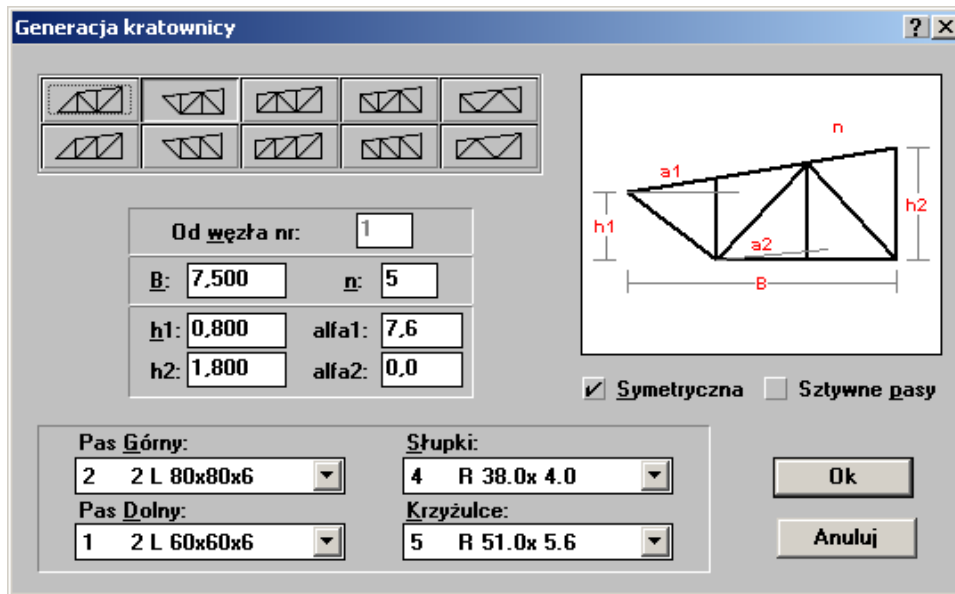 Generacja kratownicy
Od węzła nr: 1
B: 7,500 n: 5
h1: 0,800 alfa1: 7,6
h2: 1,800 alfa2: 0,0
n
a1
h1
h2
a2
B
Symetryczna Sztywne pasy
Pas Górny: Słupki:
2 2 L 80x80x6 4 R 38.0x 4.0
Pas Dolny: Krzyżulce:
1 2 L 60x60x6 5 R 51.0x 5.6
Ok
Anuluj